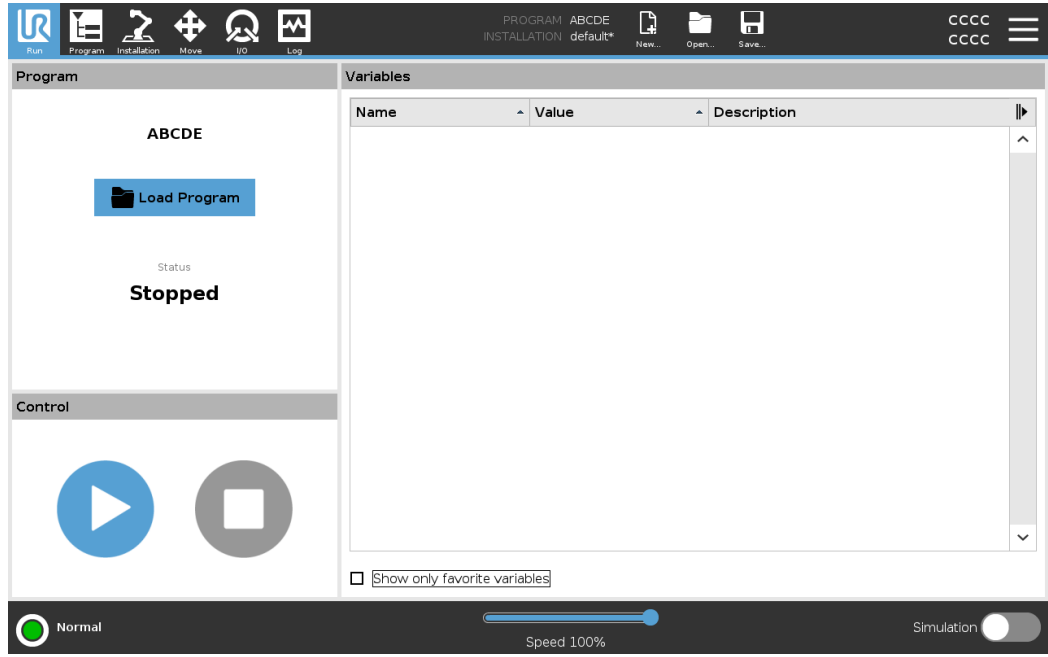 Run Program Installation Move I/O Log
PROGRAM ABCDE
INSTALLATION default*
New... Open... Save...
CCCC
CCCC
Program
ABCDE
Load Program
Status
Stopped
Control
Variables
Name Value Description
Show only favorite variables
Normal
Speed 100%
Simulation